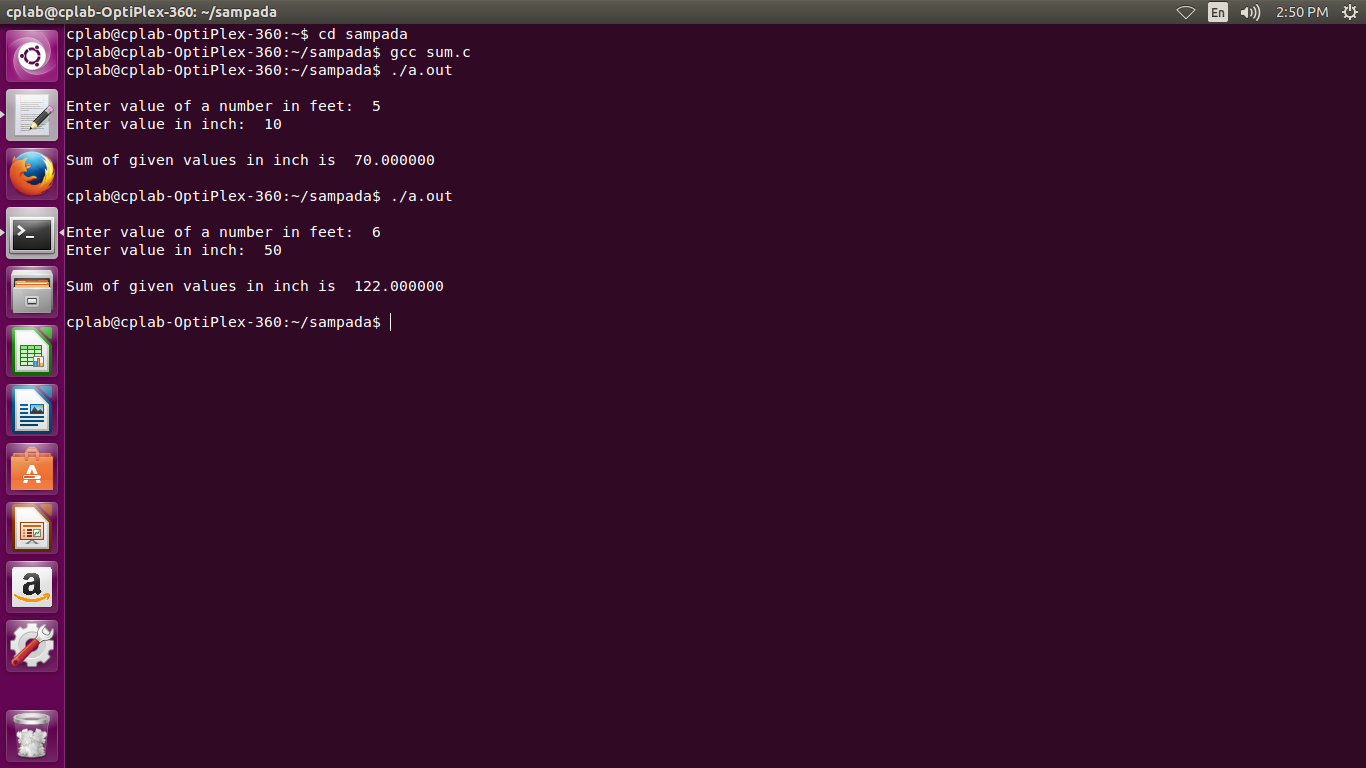 cplab@cplab-OptiPlex-360: ~/sampada
En
2:50 PM
cplab@cplab-OptiPlex-360:~$ cd sampada
cplab@cplab-OptiPlex-360:~/sampada$ gcc sum.c
cplab@cplab-OptiPlex-360:~/sampada$ ./a.out
Enter value of a number in feet:  5
Enter value in inch:  10
Sum of given values in inch is  70.000000
cplab@cplab-OptiPlex-360:~/sampada$ ./a.out
Enter value of a number in feet:  6
Enter value in inch:  50
Sum of given values in inch is  122.000000
cplab@cplab-OptiPlex-360:~/sampada$